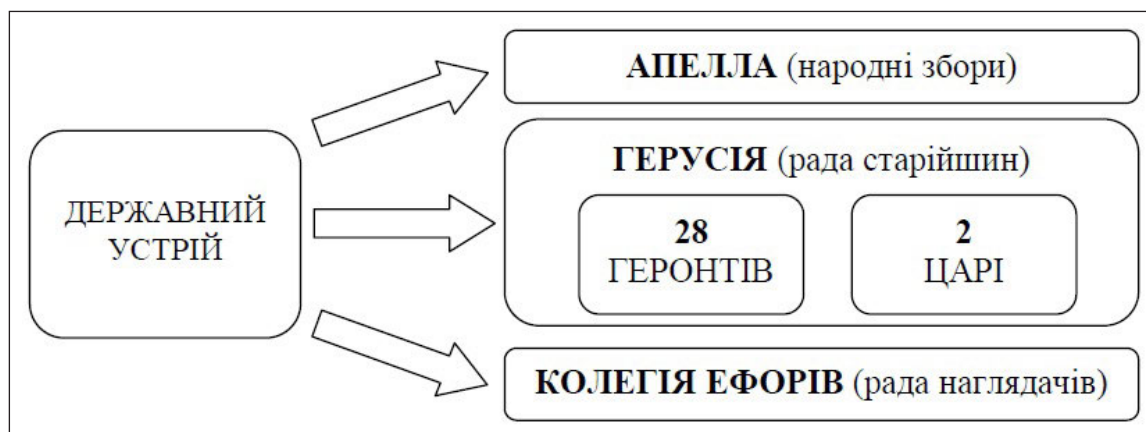 АПЕЛЛА (народні збори)
ДЕРЖАВНИЙ
УСТРІЙ
ГЕРУСІЯ (рада старійшин)
28
ГЕРОНТІВ
2
ЦАРІ
КОЛЕГІЯ ЕФОРІВ (рада наглядачів)